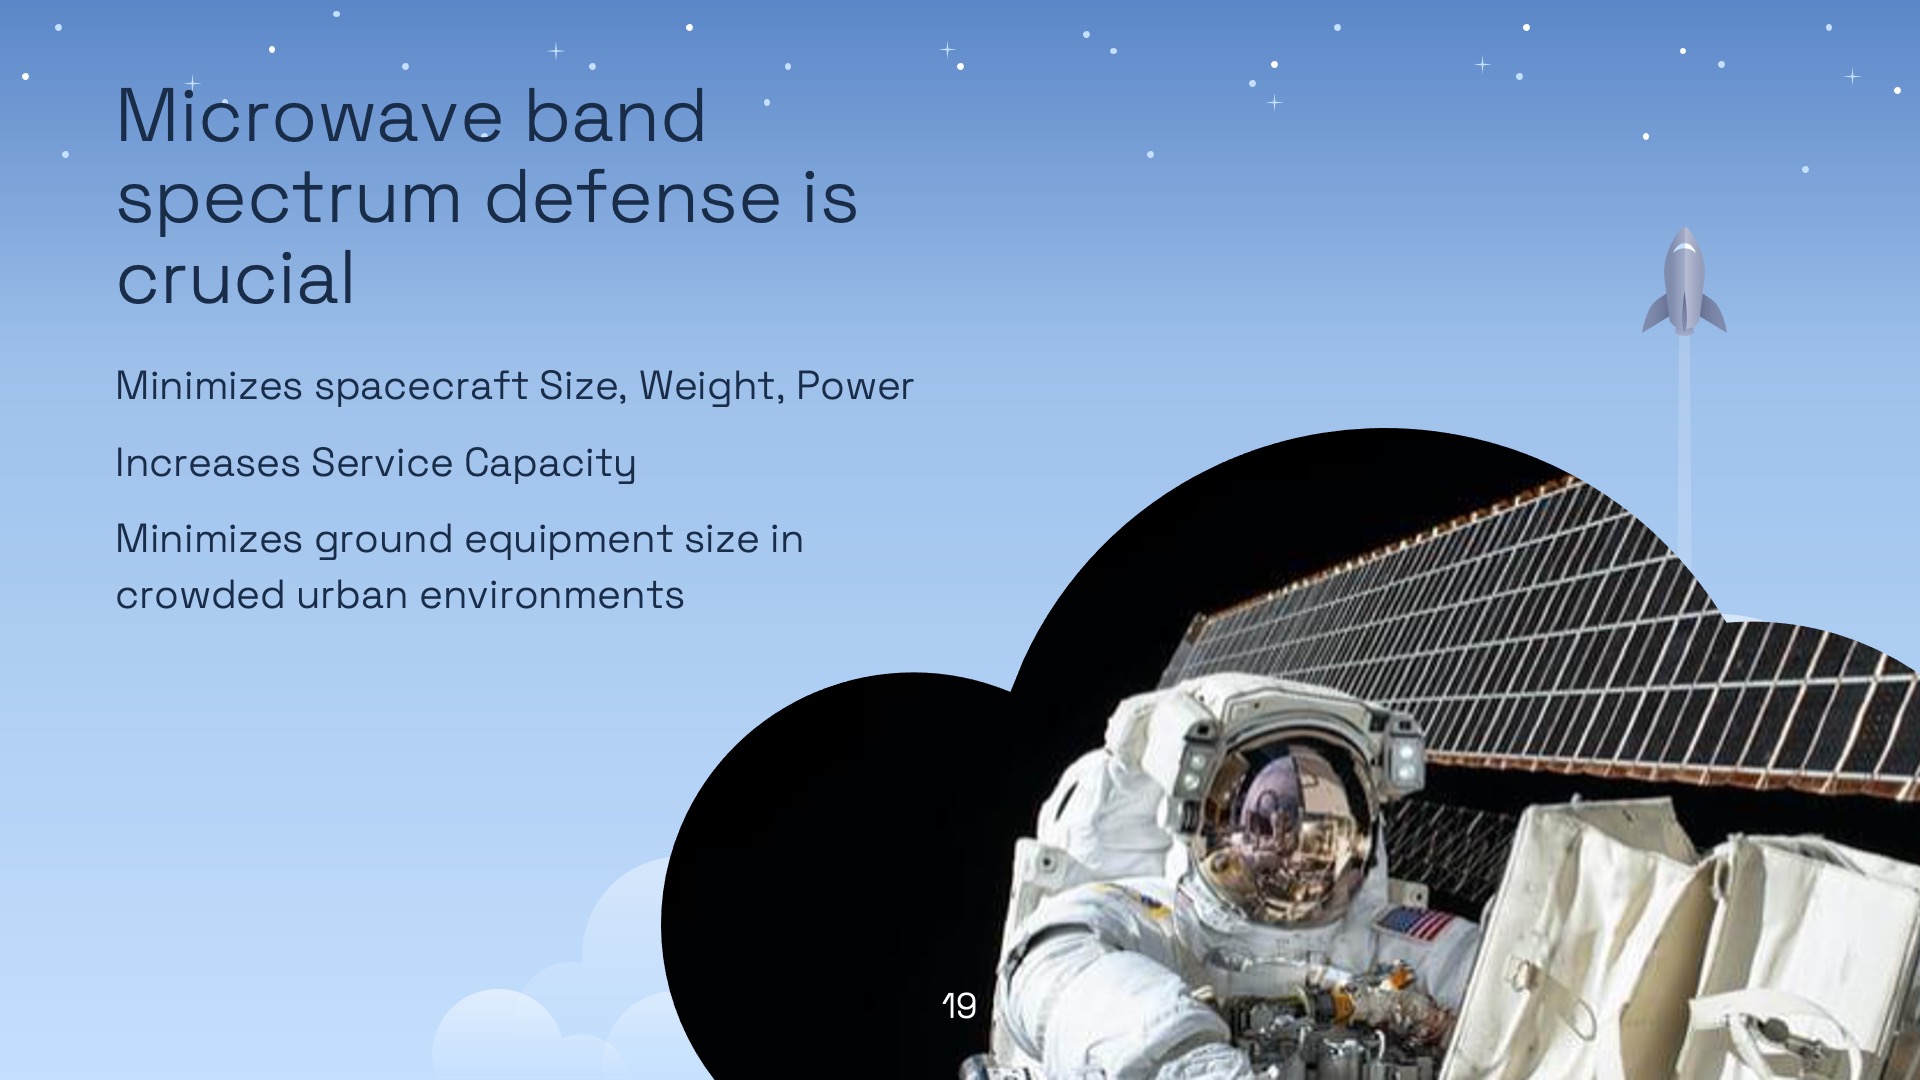 Microwave band
spectrum defense is
crucial
Minimizes spacecraft Size, Weight, Power
Increases Service Capacity
Minimizes ground equipment size in
crowded urban environments
19